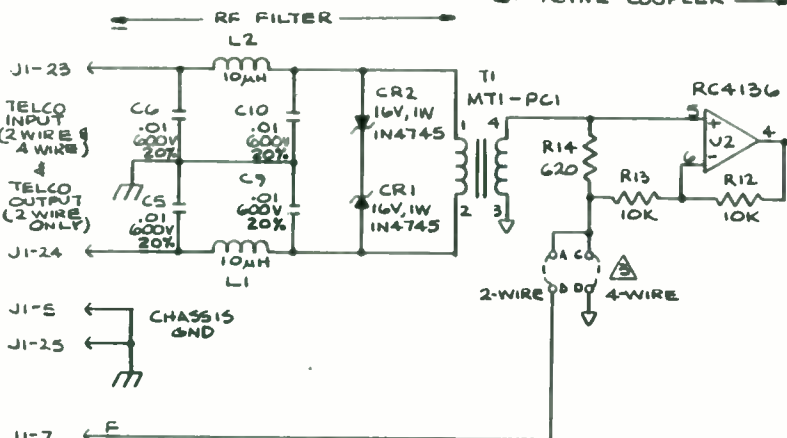 RF FILTER
L2
10µH
J1-23
TELCO
INPUT
(2 WIRE &
4 WIRE)
&
TELCO
OUTPUT
(2 WIRE
ONLY)
J1-24
C6
.01
600V
20%
C10
.01
600V
20%
C5
.01
600V
20%
C9
.01
600V
20%
10µH
L1
CR2
16V, 1W
1N4745
CR1
16V, 1W
1N4745
T1
MT1-PC1
1
4
2
3
R14
620
R13
10K
RC4136
5
+
U2
4
6
-
R12
10K
A C
B D
3
2-WIRE
4-WIRE
J1-5
J1-25
CHASSIS
GND
J1-7
F